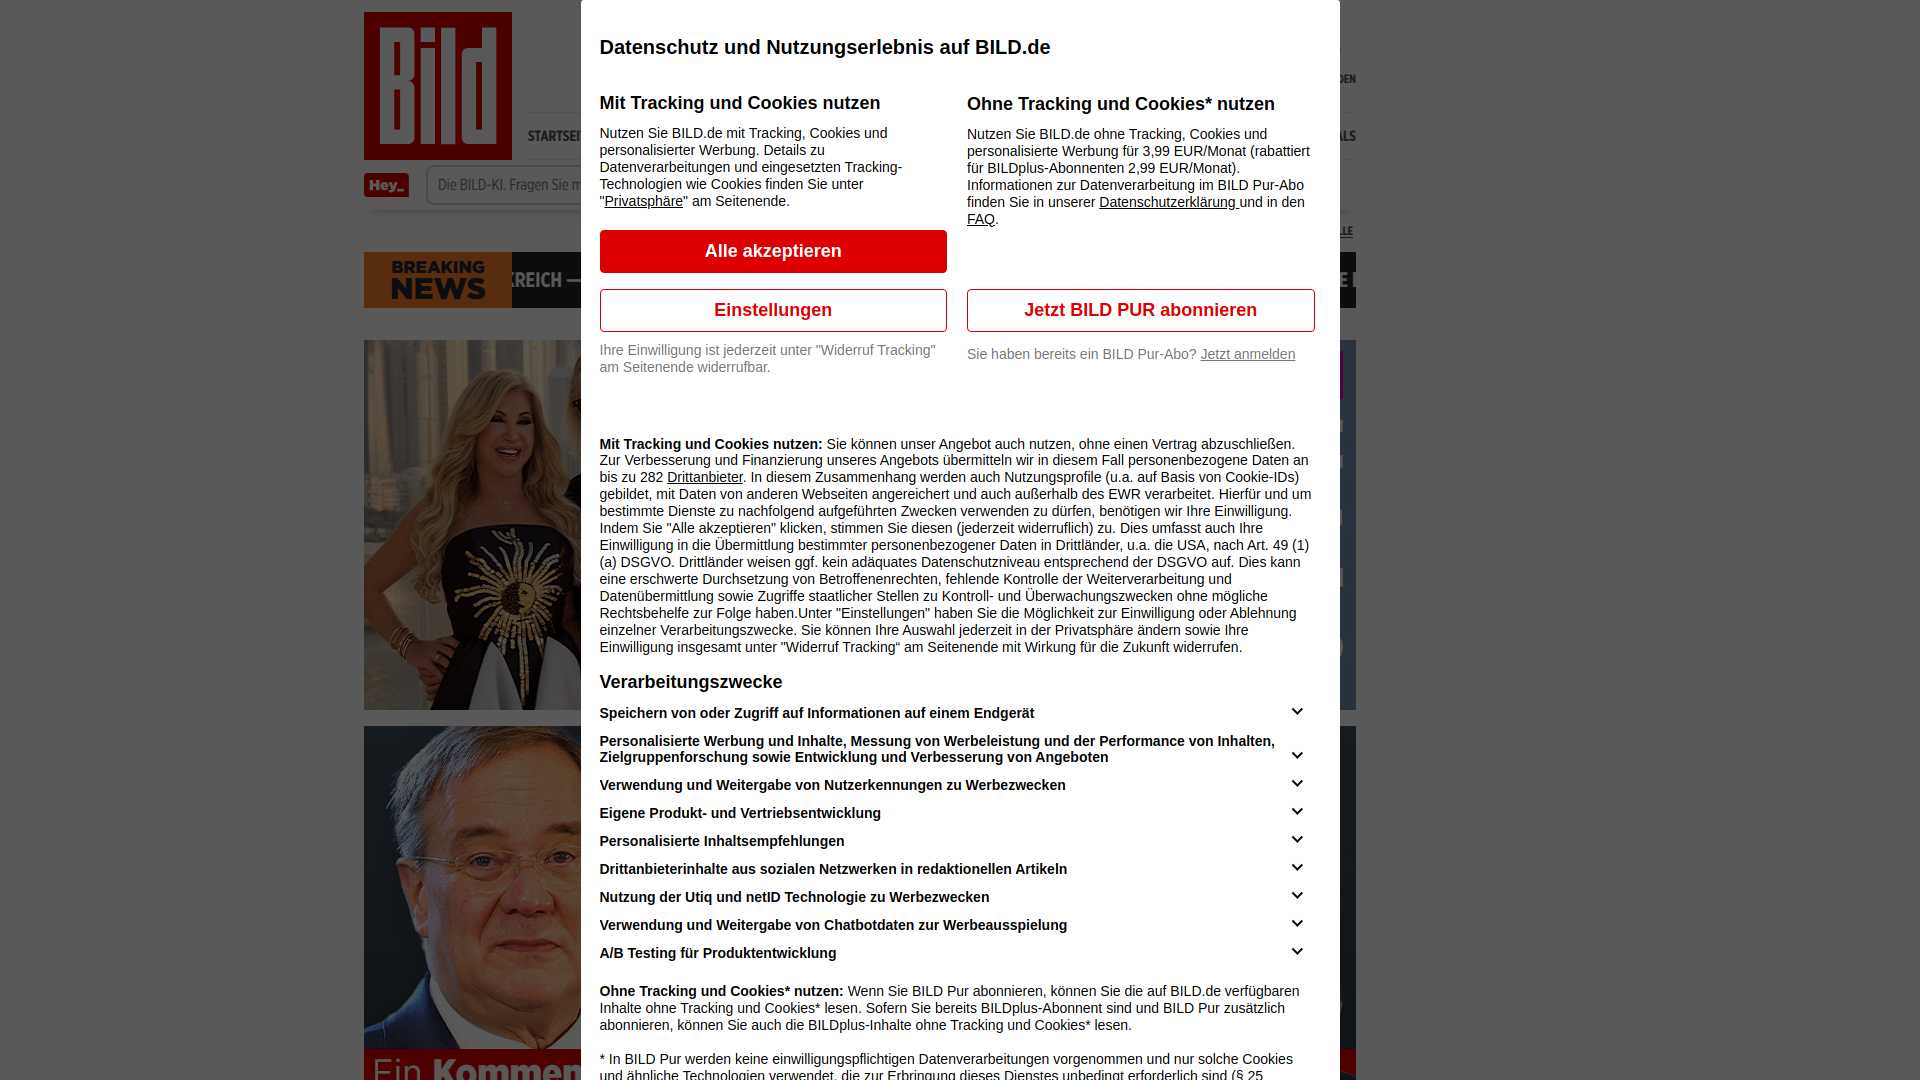 Bild
STARTSEI
DEN
ALS
Hey_
Die BILD-KI. Fragen Sie m
LLE
BREAKING
NEWS
KREICH —
E
Datenschutz und Nutzungserlebnis auf BILD.de
Mit Tracking und Cookies nutzen
Nutzen Sie BILD.de mit Tracking, Cookies und
personalisierter Werbung. Details zu
Datenverarbeitungen und eingesetzten Tracking-
Technologien wie Cookies finden Sie unter
"Privatsphäre" am Seitenende.
Alle akzeptieren
Einstellungen
Ihre Einwilligung ist jederzeit unter "Widerruf Tracking"
am Seitenende widerrufbar.
Ohne Tracking und Cookies* nutzen
Nutzen Sie BILD.de ohne Tracking, Cookies und
personalisierte Werbung für 3,99 EUR/Monat (rabattiert
für BILDplus-Abonnenten 2,99 EUR/Monat).
Informationen zur Datenverarbeitung im BILD Pur-Abo
finden Sie in unserer Datenschutzerklärung und in den
FAQ.
Jetzt BILD PUR abonnieren
Sie haben bereits ein BILD Pur-Abo? Jetzt anmelden
Mit Tracking und Cookies nutzen: Sie können unser Angebot auch nutzen, ohne einen Vertrag abzuschließen.
Zur Verbesserung und Finanzierung unseres Angebots übermitteln wir in diesem Fall personenbezogene Daten an
bis zu 282 Drittanbieter. In diesem Zusammenhang werden auch Nutzungsprofile (u.a. auf Basis von Cookie-IDs)
gebildet, mit Daten von anderen Webseiten angereichert und auch außerhalb des EWR verarbeitet. Hierfür und um
bestimmte Dienste zu nachfolgend aufgeführten Zwecken verwenden zu dürfen, benötigen wir Ihre Einwilligung.
Indem Sie "Alle akzeptieren" klicken, stimmen Sie diesen (jederzeit widerruflich) zu. Dies umfasst auch Ihre
Einwilligung in die Übermittlung bestimmter personenbezogener Daten in Drittländer, u.a. die USA, nach Art. 49 (1)
(a) DSGVO. Drittländer weisen ggf. kein adäquates Datenschutzniveau entsprechend der DSGVO auf. Dies kann
eine erschwerte Durchsetzung von Betroffenenrechten, fehlende Kontrolle der Weiterverarbeitung und
Datenübermittlung sowie Zugriffe staatlicher Stellen zu Kontroll- und Überwachungszwecken ohne mögliche
Rechtsbehelfe zur Folge haben.Unter "Einstellungen" haben Sie die Möglichkeit zur Einwilligung oder Ablehnung
einzelner Verarbeitungszwecke. Sie können Ihre Auswahl jederzeit in der Privatsphäre ändern sowie Ihre
Einwilligung insgesamt unter "Widerruf Tracking“ am Seitenende mit Wirkung für die Zukunft widerrufen.
Verarbeitungszwecke
Speichern von oder Zugriff auf Informationen auf einem Endgerät
Personalisierte Werbung und Inhalte, Messung von Werbeleistung und der Performance von Inhalten,
Zielgruppenforschung sowie Entwicklung und Verbesserung von Angeboten
Verwendung und Weitergabe von Nutzerkennungen zu Werbezwecken
Eigene Produkt- und Vertriebsentwicklung
Personalisierte Inhaltsempfehlungen
Drittanbieterinhalte aus sozialen Netzwerken in redaktionellen Artikeln
Nutzung der Utiq und netID Technologie zu Werbezwecken
Verwendung und Weitergabe von Chatbotdaten zur Werbeausspielung
A/B Testing für Produktentwicklung
Ohne Tracking und Cookies* nutzen: Wenn Sie BILD Pur abonnieren, können Sie die auf BILD.de verfügbaren
Inhalte ohne Tracking und Cookies* lesen. Sofern Sie bereits BILDplus-Abonnent sind und BILD Pur zusätzlich
abonnieren, können Sie auch die BILDplus-Inhalte ohne Tracking und Cookies* lesen.
* In BILD Pur werden keine einwilligungspflichtigen Datenverarbeitungen vorgenommen und nur solche Cookies
und ähnliche Technologien verwendet, die zur Erbringung dieses Dienstes unbedingt erforderlich sind (§ 25
Ein Kommen